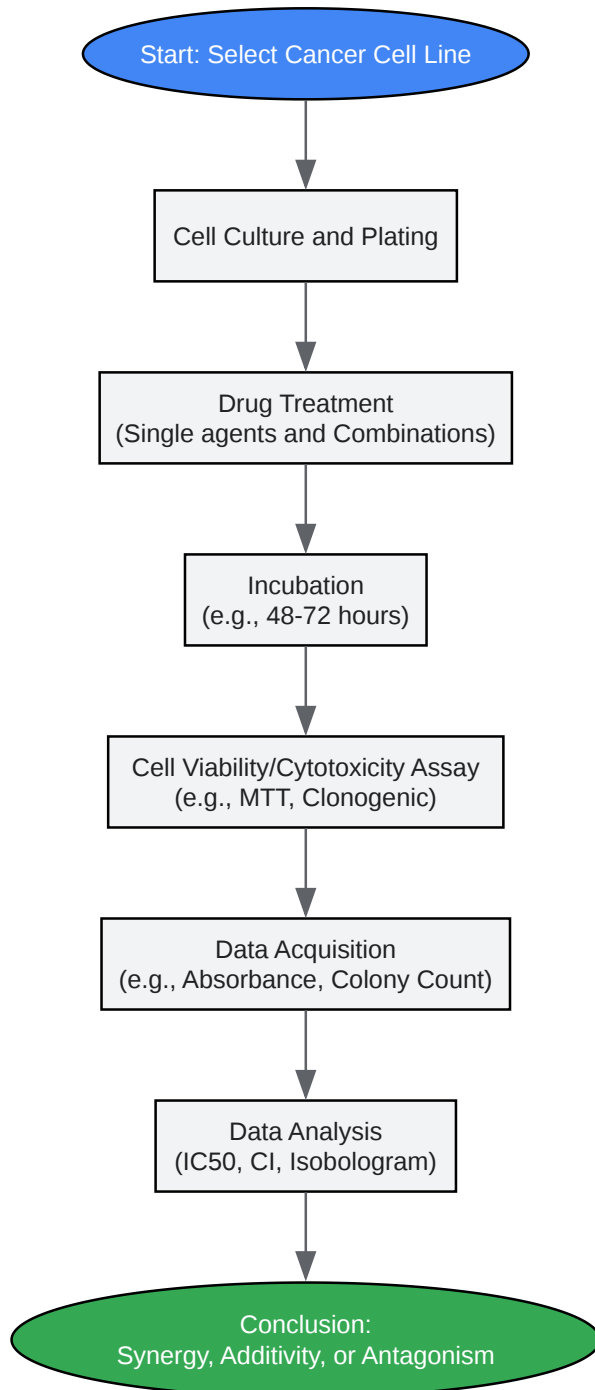 Start: Select Cancer Cell Line
Cell Culture and Plating
Drug Treatment
(Single agents and Combinations)
Incubation
(e.g., 48-72 hours)
Cell Viability/Cytotoxicity Assay
(e.g., MTT, Clonogenic)
Data Acquisition
(e.g., Absorbance, Colony Count)
Data Analysis
(IC50, CI, Isobologram)
Conclusion:
Synergy, Additivity, or Antagonism